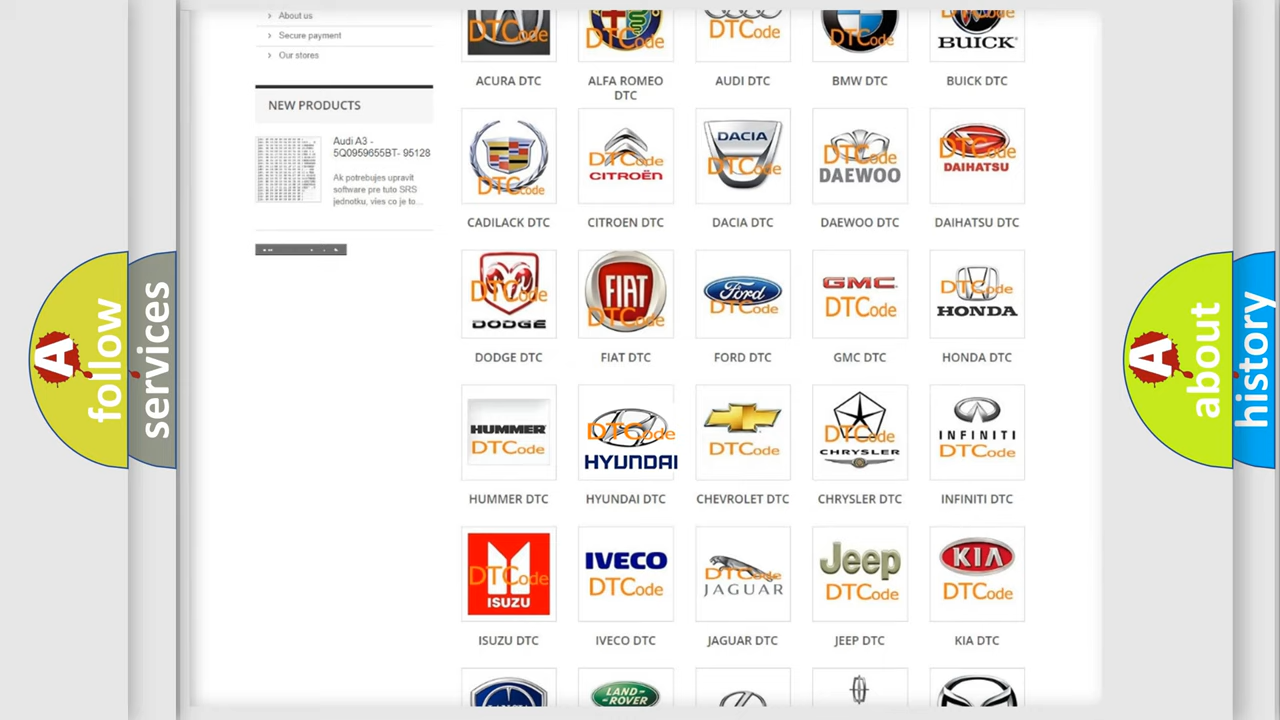 About us
Secure payment
Our stores
NEW PRODUCTS
Audi A3 -
5Q0959655BT- 95128
Ak potrebujes upravit
software pre tuto SRS
jednotku, vies co je to...
A
follow
services
DTCode
DTCode
DTCode
DTCode
BUICK
ACURA DTC
ALFA ROMEO
DTC
AUDI DTC
BMW DTC
BUICK DTC
DTCode
DTCode
CITROËN
DACIA
DTCode
DTCode
DAEWOO
DTCode
DAIHATSU
CADILACK DTC
CITROEN DTC
DACIA DTC
DAEWOO DTC
DAIHATSU DTC
DTCode
DODGE
FIAT
DTCode
Ford
DTCode
GMC
DTCode
DTCode
HONDA
DODGE DTC
FIAT DTC
FORD DTC
GMC DTC
HONDA DTC
HUMMER
DTCode
DTCode
HYUNDAI
DTCode
DTCode
CHRYSLER
INFINITI
DTCode
HUMMER DTC
HYUNDAI DTC
CHEVROLET DTC
CHRYSLER DTC
INFINITI DTC
DTCode
ISUZU
IVECO
DTCode
DTCode
JAGUAR
Jeep
DTCode
KIA
DTCode
ISUZU DTC
IVECO DTC
JAGUAR DTC
JEEP DTC
KIA DTC
LAND-
ROVER
A
about
history